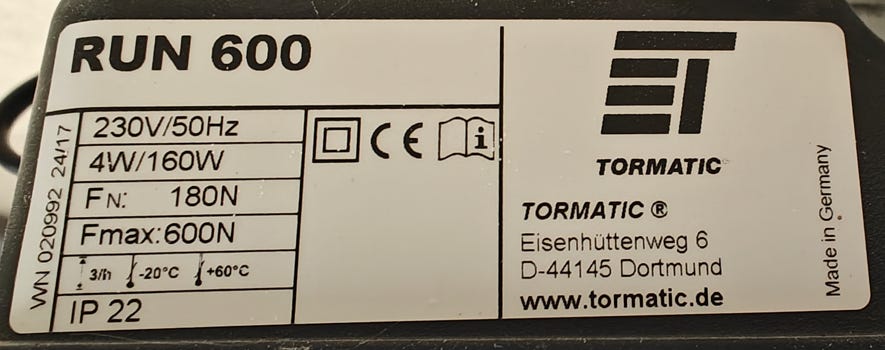 RUN 600
WN 020992 24/17
230V/50Hz
4W/160W
FN: 180N
Fmax:600N
3/h -20°C +60°C
IP 22
CE i
TORMATIC
TORMATIC ®
Eisenhüttenweg 6
D-44145 Dortmund
www.tormatic.de
Made in Germany